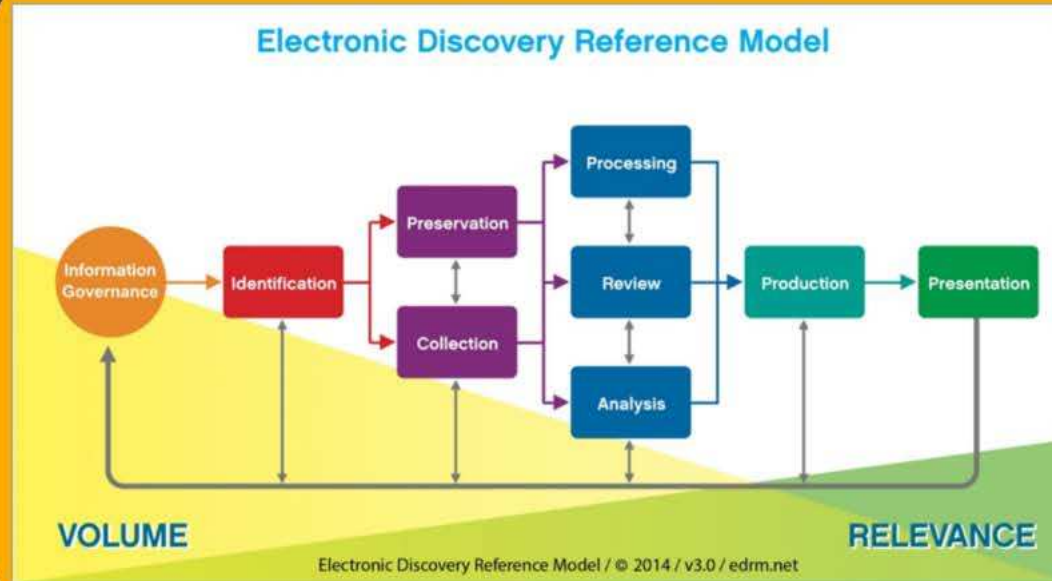 Electronic Discovery Reference Model
Processing
Preservation
Information
Governance
Identification
Review
Production
Presentation
Collection
Analysis
VOLUME
RELEVANCE
Electronic Discovery Reference Model / © 2014 / v3.0 / edrm.net